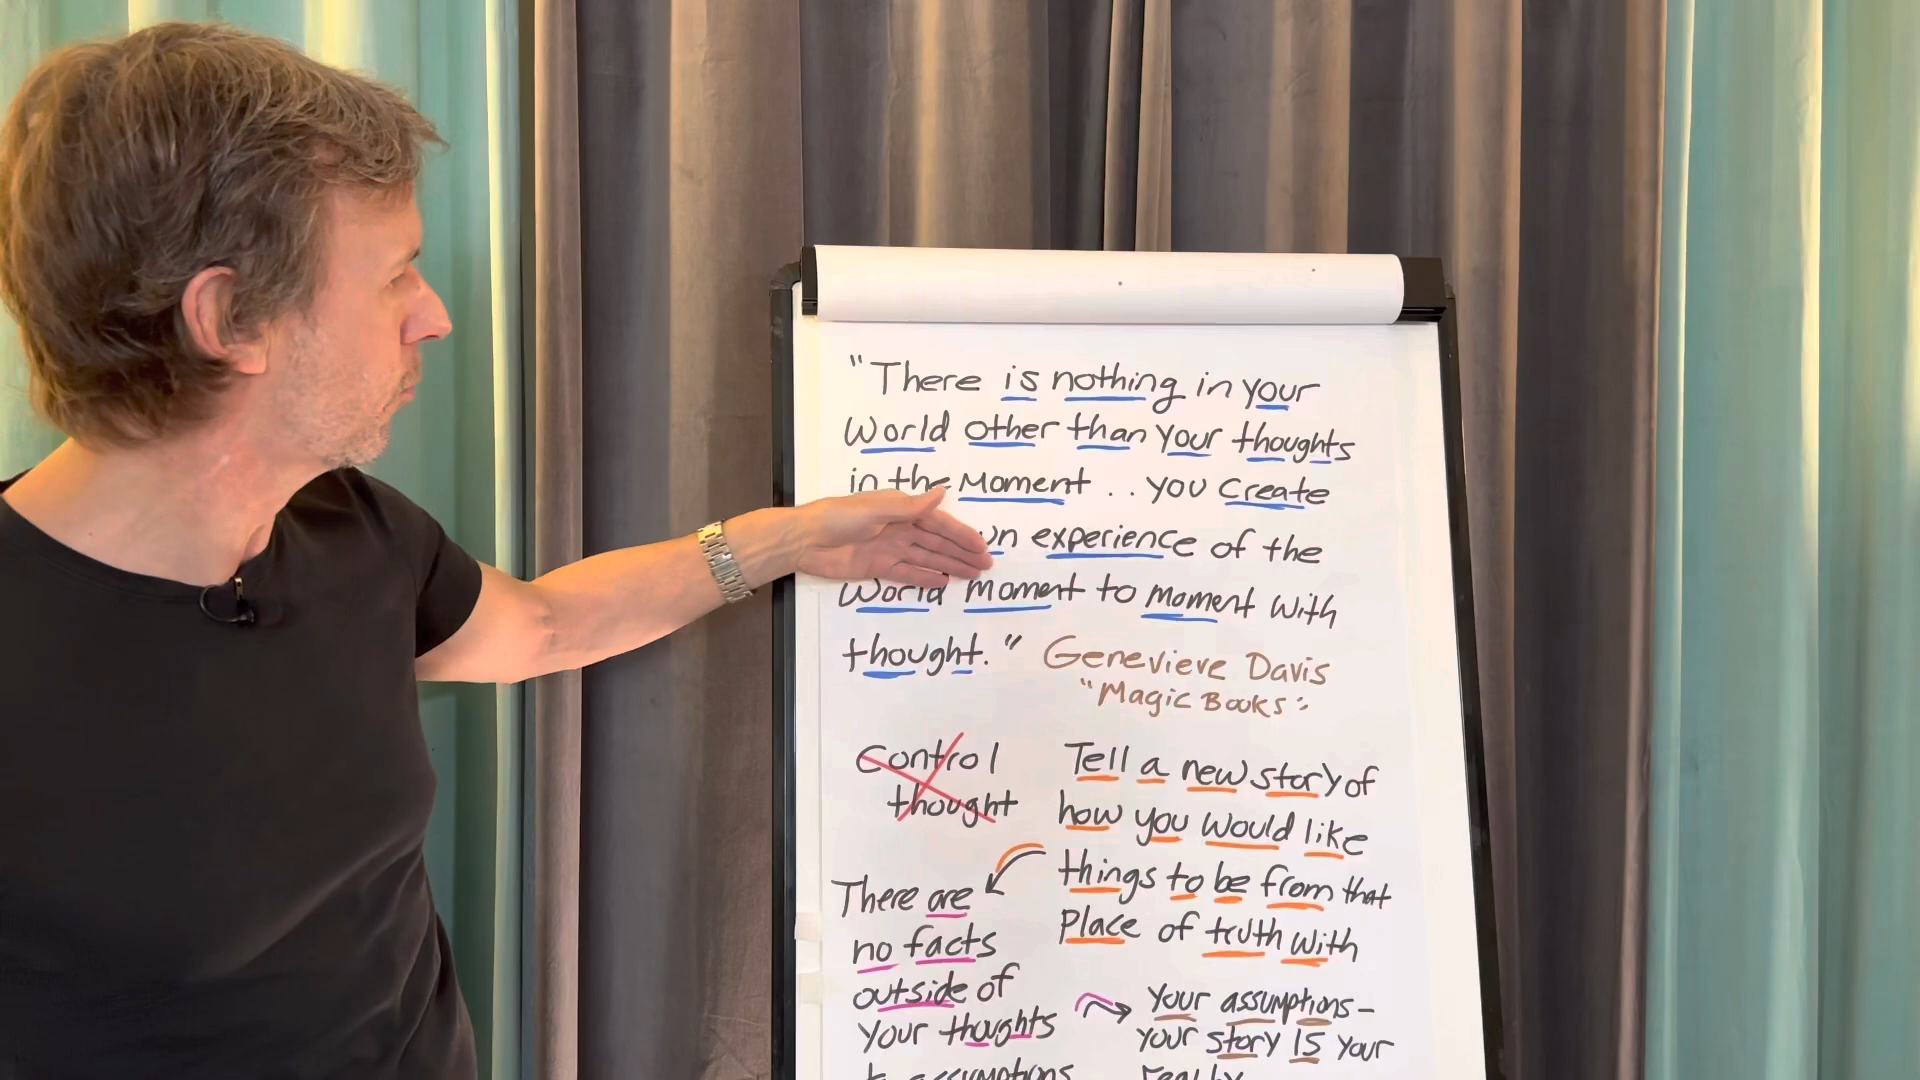 "There is nothing in your
World other than your thoughts
in the Moment .. you Create
experience of the
World moment to moment with
thought." Genevieve Davis
"Magic Books"
Control
thought
Tell a new story of
how you would like
things to be from that
Place of truth with
There are
no facts
outside of
your thoughts
assumptions
Your assumptions –
your story IS your